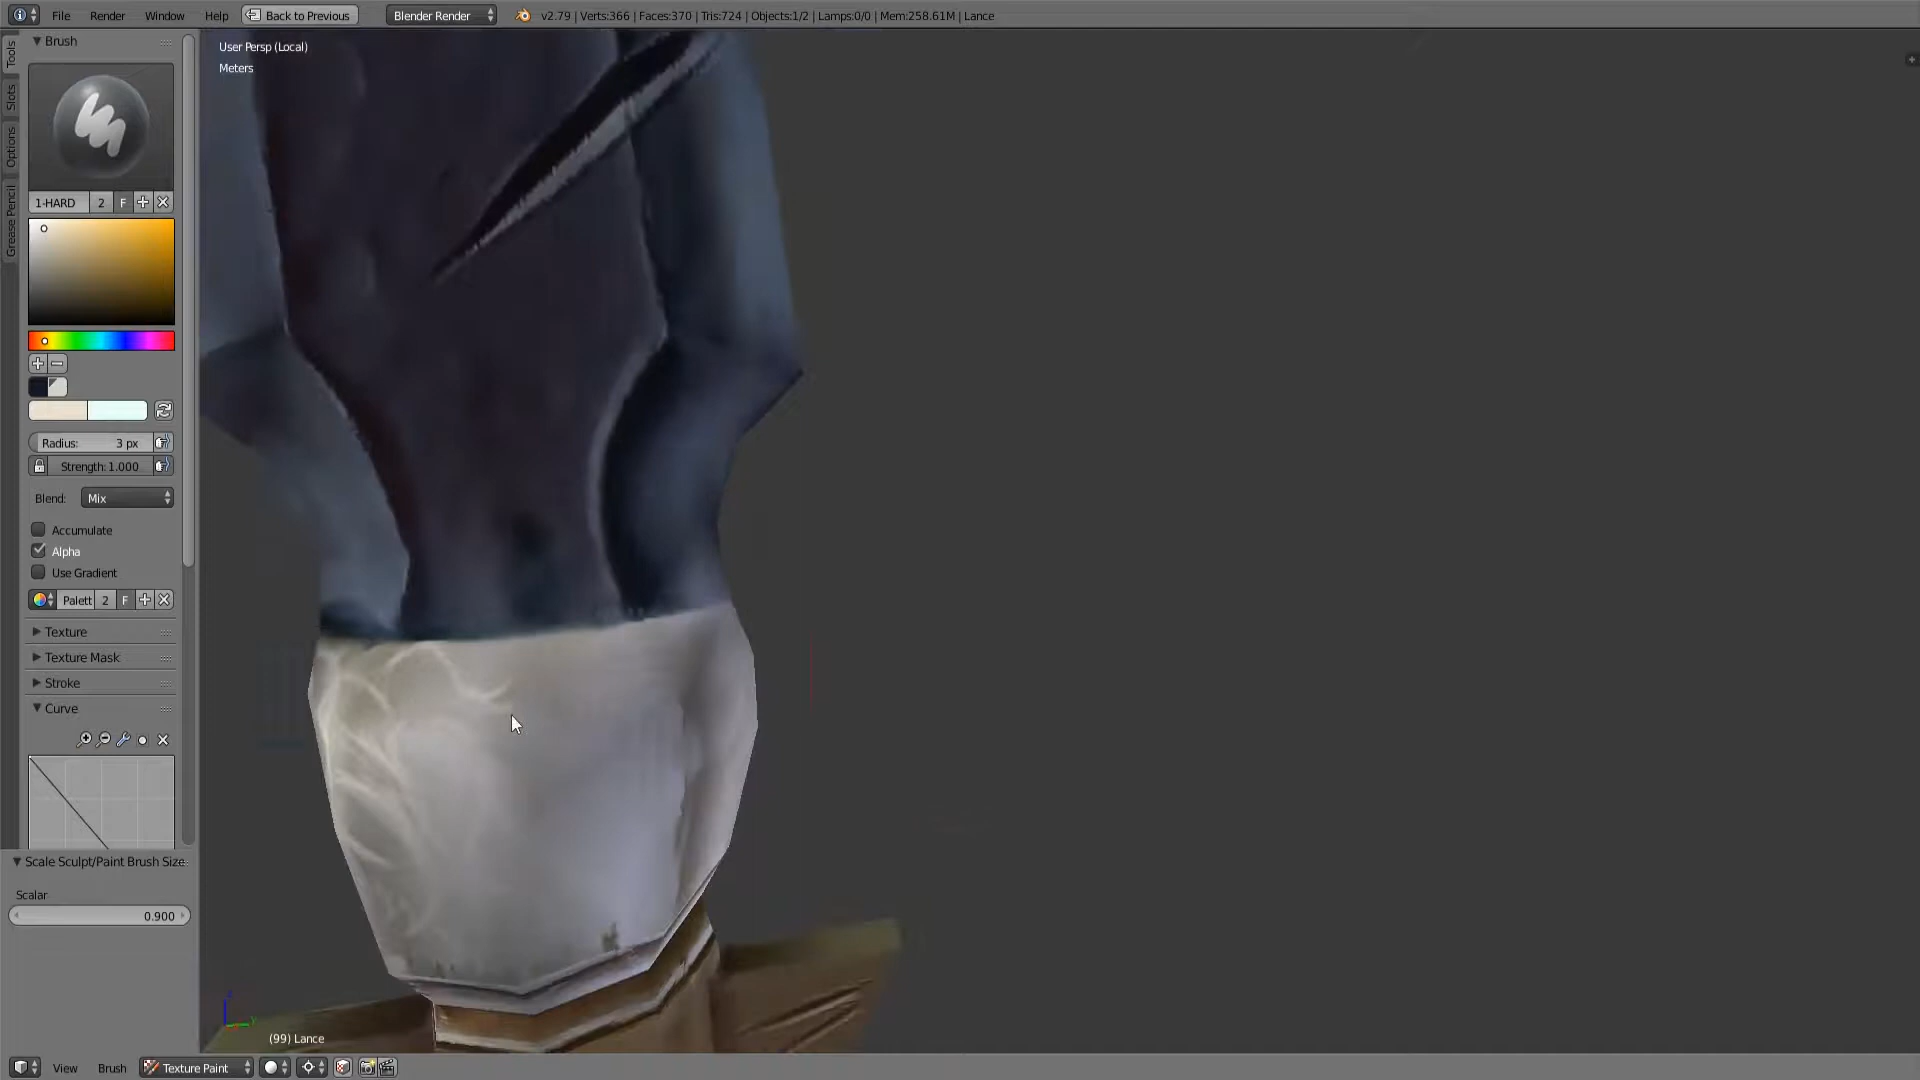 File Render Window Help Back to Previous Blender Render v2.79 | Verts:366 | Faces:370 | Tris:724 | Objects:1/2 | Lamps:0/0 | Mem:258.61M | Lance
Tools
Slots
Options
Grease Pencil
Brush
1-HARD 2 F
Radius: 3 px
Strength: 1.000
Blend: Mix
Accumulate
Alpha
Use Gradient
Palett 2 F
Texture
Texture Mask
Stroke
Curve
Scale Sculpt/Paint Brush Size
Scalar
0.900
User Persp (Local)
Meters
z
y
(99) Lance
View Brush Texture Paint